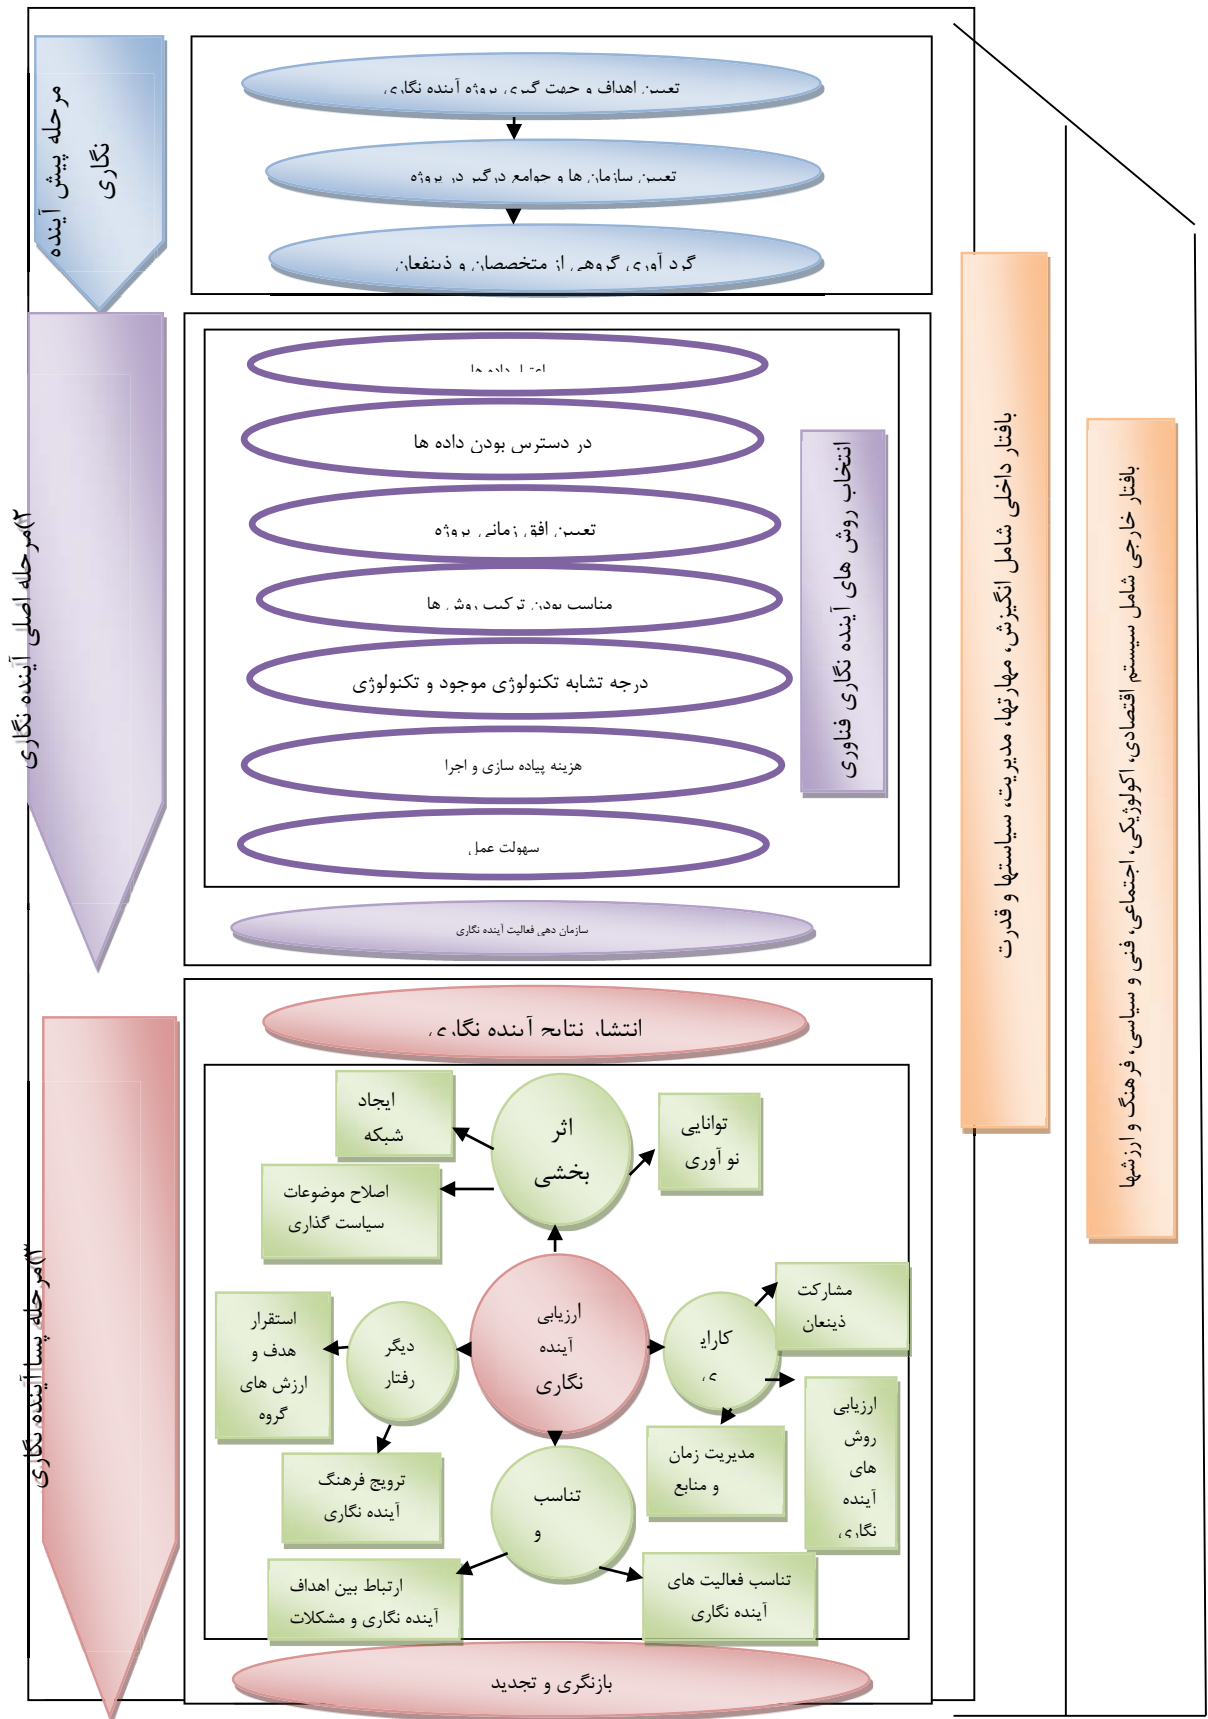 مرحله پیش آینده
نگاری
تعیین اهداف و جهت گیری پروژه آینده نگاری
تعیین سازمان ها و جوامع درگیر در پروژه
گرد آوری گروهی از متخصصان و ذینفعان
۲)مرحله اصلی آینده نگاری
اعتبار داده ها
در دسترس بودن داده ها
تعیین افق زمانی پروژه
مناسب بودن ترکیب روش ها
درجه تشابه تکنولوژی موجود و تکنولوژی
هزینه پیاده سازی و اجرا
سهولت عمل
انتخاب روش های آینده نگاری فناوری
سازمان دهی فعالیت آینده نگاری
بافتار داخلی شامل انگیزش، مهارتها، مدیریت، سیاستها و قدرت
بافتار خارجی شامل سیستم اقتصادی، اکولوژیکی، اجتماعی، فنی و سیاسی، فرهنگ و ارزشها
۳)مرحله پسا آینده نگاری
انتشار نتایج آینده نگاری
اثر
بخشی
توانایی
نو آوری
ایجاد
شبکه
اصلاح موضوعات
سیاست گذاری
ارزیابی
آینده
نگاری
کارایی
مشارکت
ذینعان
ارزیابی
روش
های
آینده
نگاری
مدیریت زمان
و منابع
دیگر
رفتار
استقرار
هدف و
ارزش های
گروه
ترویج فرهنگ
آینده نگاری
تناسب
و
تناسب فعالیت های
آینده نگاری
ارتباط بین اهداف
آینده نگاری و مشکلات
بازنگری و تجدید